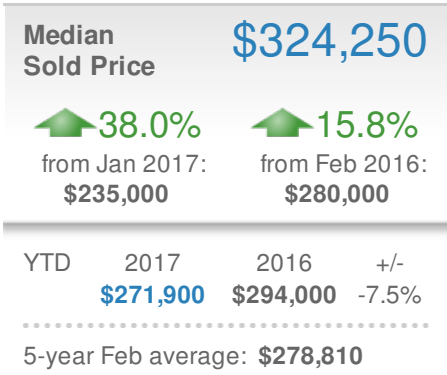 Median
Sold Price
$324,250
38.0%
from Jan 2017:
$235,000
15.8%
from Feb 2016:
$280,000
YTD 2017 2016 +/-
$271,900 $294,000 -7.5%
5-year Feb average: $278,810